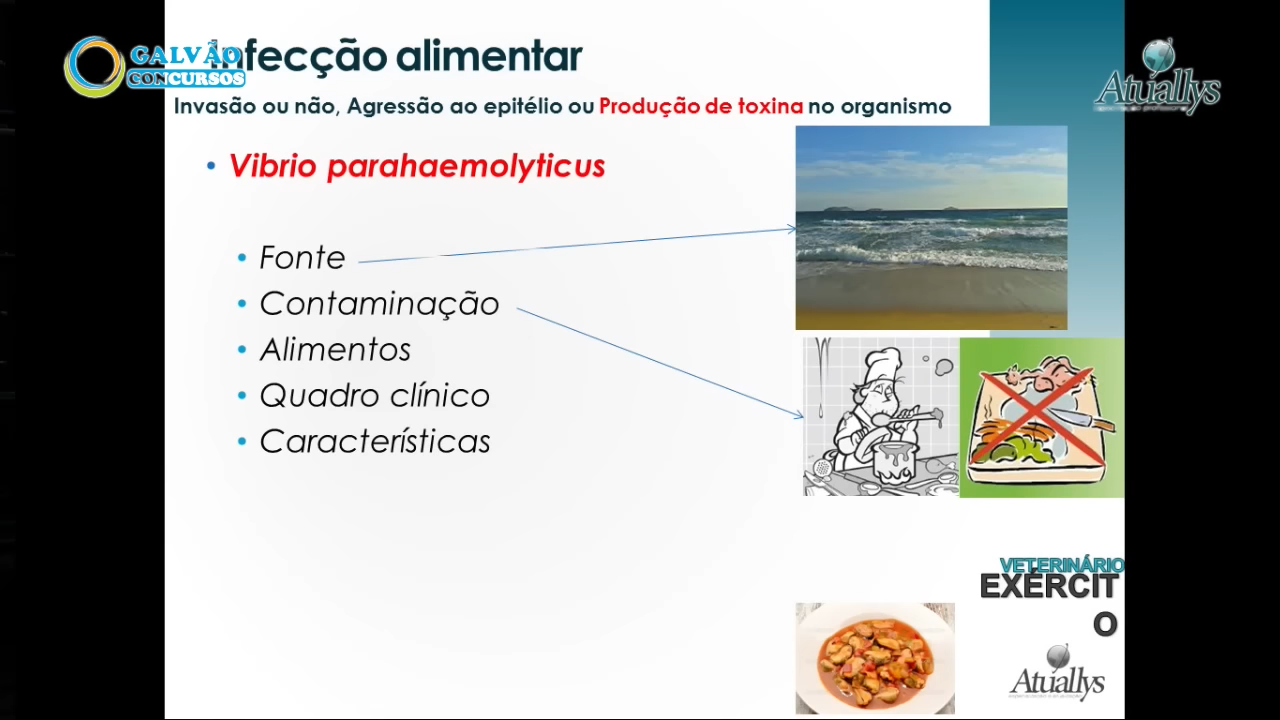 Infecção alimentar
GALVÃO
CONCURSOS
Atuallys
Invasão ou não, Agressão ao epitélio ou Produção de toxina no organismo
• Vibrio parahaemolyticus
• Fonte
• Contaminação
• Alimentos
• Quadro clínico
• Características
VETERINÁRIO
EXÉRCIT
O
Atuallys